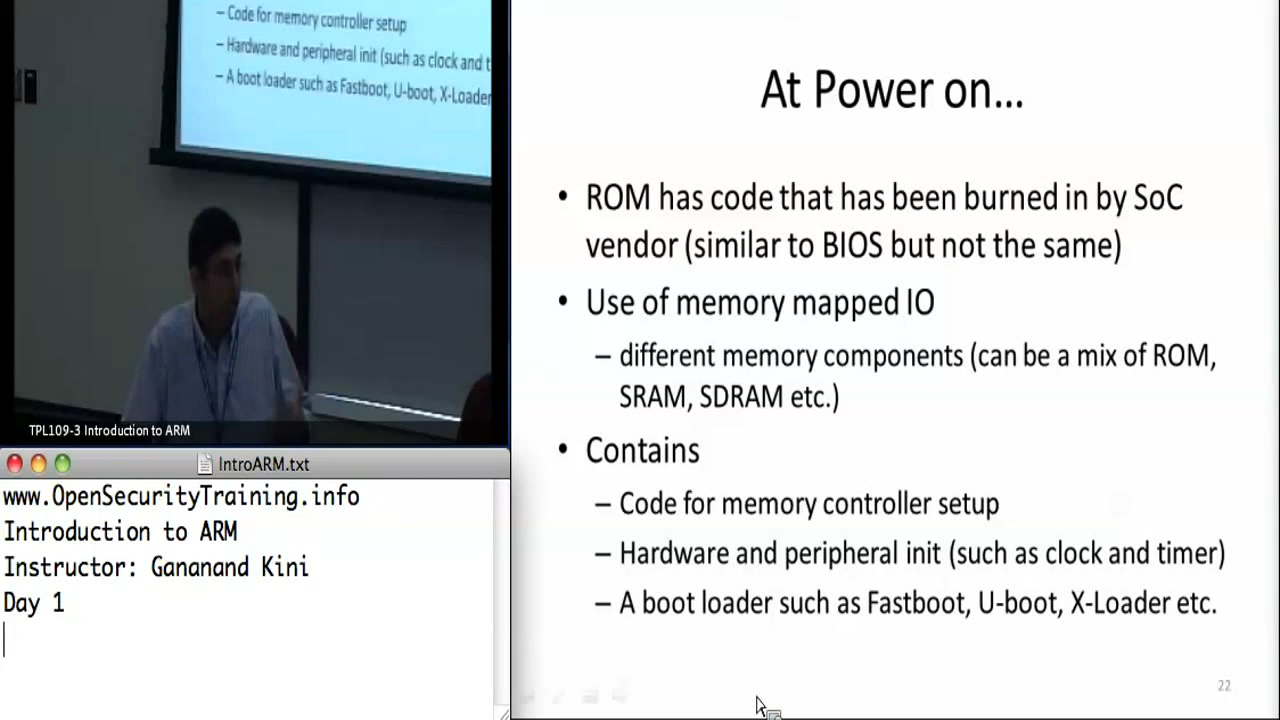 – Code for memory controller setup
– Hardware and peripheral init (such as clock and t
– A boot loader such as Fastboot, U-boot, X-Loader
TPL109-3 Introduction to ARM
IntroARM.txt
www.OpenSecurityTraining.info
Introduction to ARM
Instructor: Gananand Kini
Day 1
At Power on...
• ROM has code that has been burned in by SoC
vendor (similar to BIOS but not the same)
• Use of memory mapped IO
– different memory components (can be a mix of ROM,
SRAM, SDRAM etc.)
• Contains
– Code for memory controller setup
– Hardware and peripheral init (such as clock and timer)
– A boot loader such as Fastboot, U-boot, X-Loader etc.
22